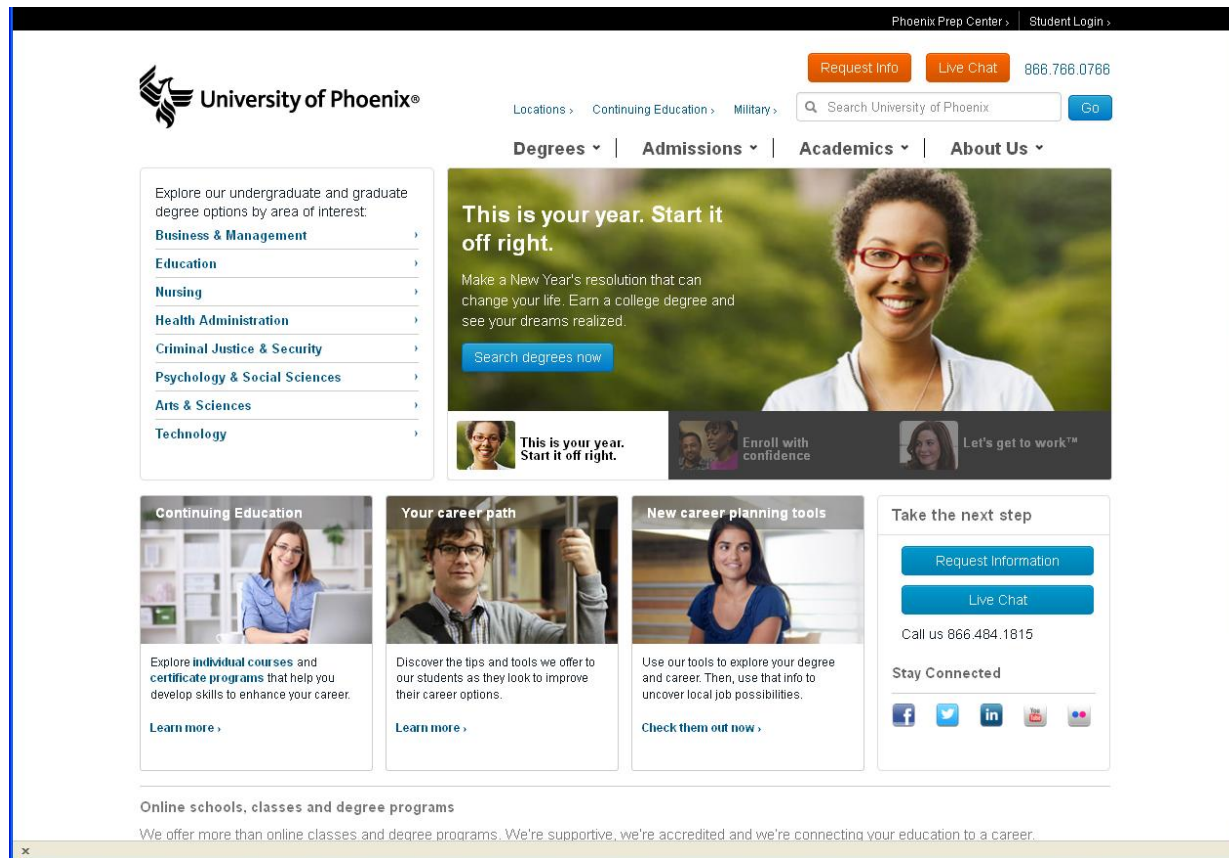 Phoenix Prep Center › Student Login ›
Request Info Live Chat 866.766.0766
University of Phoenix®
Locations › Continuing Education › Military › Search University of Phoenix Go
Degrees Admissions Academics About Us
Explore our undergraduate and graduate
degree options by area of interest:
Business & Management ›
Education ›
Nursing ›
Health Administration ›
Criminal Justice & Security ›
Psychology & Social Sciences ›
Arts & Sciences ›
Technology ›
This is your year. Start it
off right.
Make a New Year's resolution that can
change your life. Earn a college degree and
see your dreams realized.
Search degrees now
This is your year.
Start it off right.
Enroll with
confidence
Let's get to work™
Continuing Education
Explore individual courses and
certificate programs that help you
develop skills to enhance your career.
Learn more ›
Your career path
Discover the tips and tools we offer to
our students as they look to improve
their career options.
Learn more ›
New career planning tools
Use our tools to explore your degree
and career. Then, use that info to
uncover local job possibilities.
Check them out now ›
Take the next step
Request Information
Live Chat
Call us 866.484.1815
Stay Connected
f in You Tube
Online schools, classes and degree programs
We offer more than online classes and degree programs. We're supportive, we're accredited and we're connecting your education to a career.
x